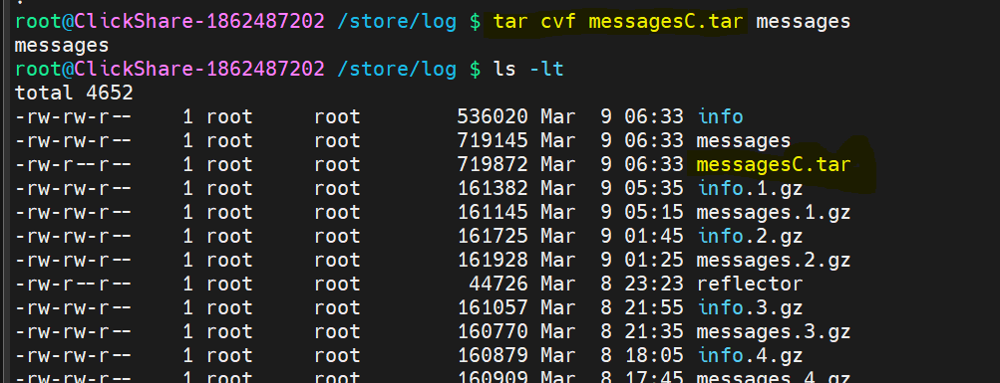 root@ClickShare-1862487202 /store/log $ tar cvf messagesC.tar messages
messages
root@ClickShare-1862487202 /store/log $ ls -lt
total 4652
-rw-rw-r-- 1 root root 536020 Mar 9 06:33 info
-rw-rw-r-- 1 root root 719145 Mar 9 06:33 messages
-rw-r--r-- 1 root root 719872 Mar 9 06:33 messagesC.tar
-rw-rw-r-- 1 root root 161382 Mar 9 05:35 info.1.gz
-rw-rw-r-- 1 root root 161145 Mar 9 05:15 messages.1.gz
-rw-rw-r-- 1 root root 161725 Mar 9 01:45 info.2.gz
-rw-rw-r-- 1 root root 161928 Mar 9 01:25 messages.2.gz
-rw-r--r-- 1 root root 44726 Mar 8 23:23 reflector
-rw-rw-r-- 1 root root 161057 Mar 8 21:55 info.3.gz
-rw-rw-r-- 1 root root 160770 Mar 8 21:35 messages.3.gz
-rw-rw-r-- 1 root root 160879 Mar 8 18:05 info.4.gz
-rw-rw-r-- 1 root root 160909 Mar 8 17:45 messages.4.gz